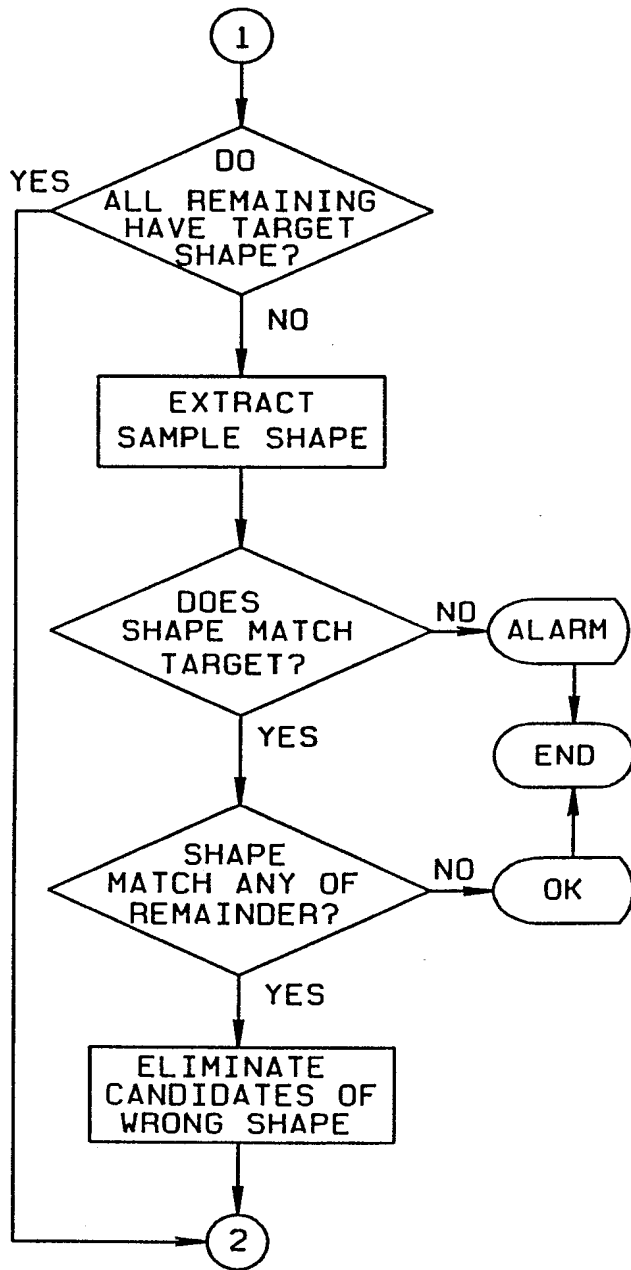 1
DO
YES
ALL REMAINING
HAVE TARGET
SHAPE?
NO
EXTRACT
SAMPLE SHAPE
DOES
SHAPE MATCH
TARGET?
NO
ALARM
YES
END
SHAPE
MATCH ANY OF
REMAINDER?
NO
OK
YES
ELIMINATE
CANDIDATES OF
WRONG SHAPE
2